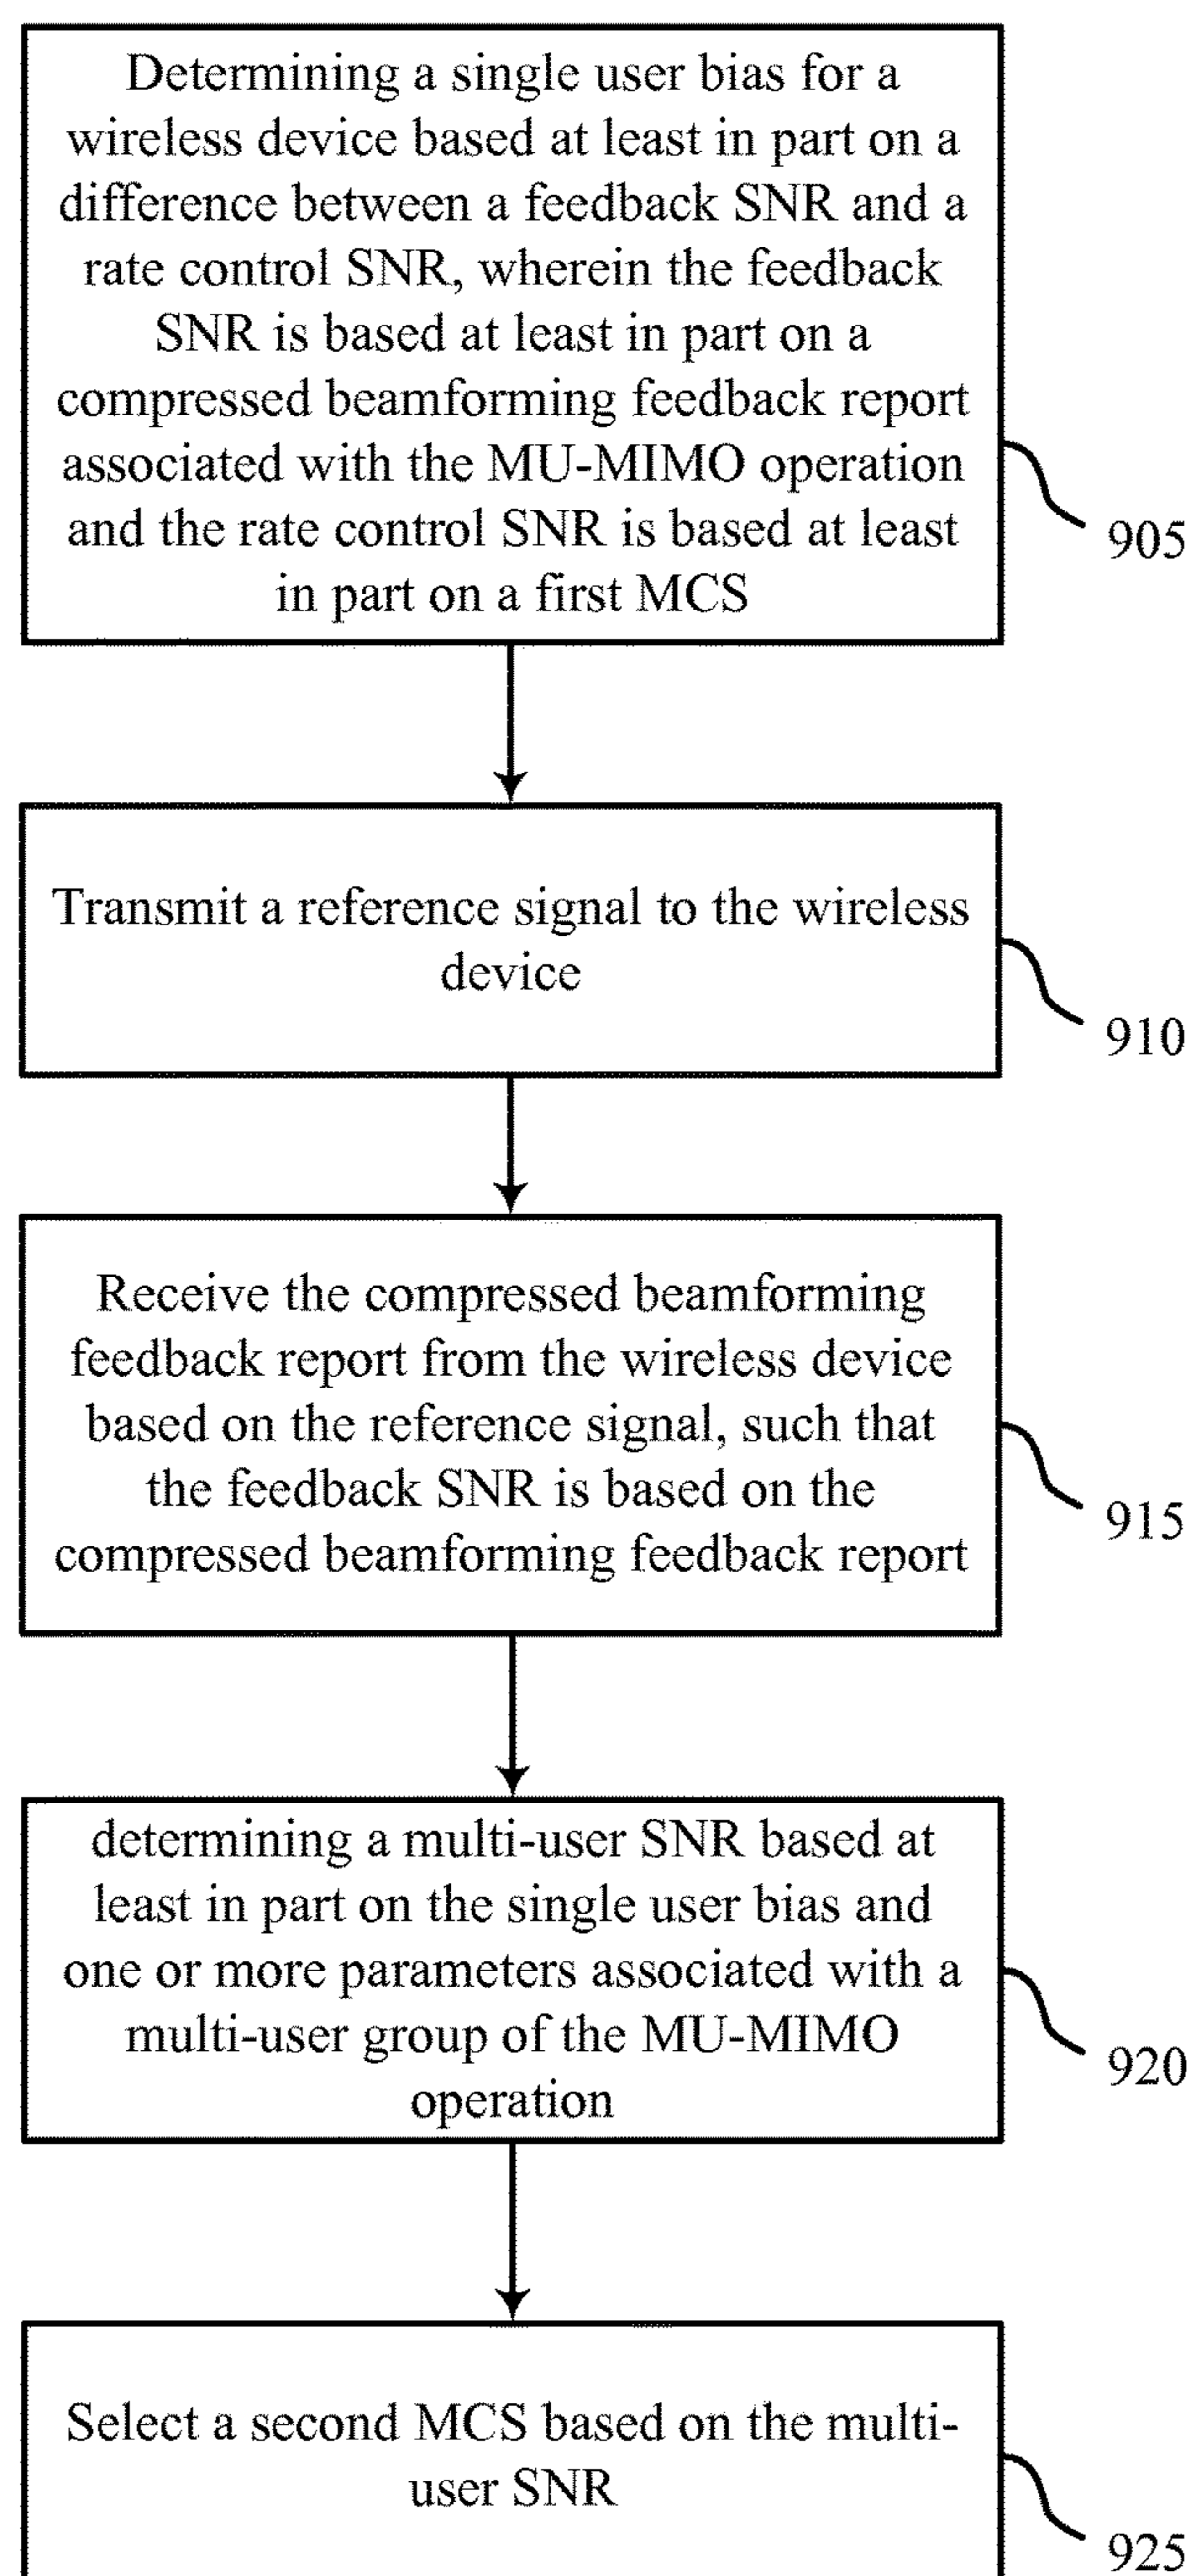 Determining a single user bias for a
wireless device based at least in part on a
difference between a feedback SNR and a
rate control SNR, wherein the feedback
SNR is based at least in part on a
compressed beamforming feedback report
associated with the MU-MIMO operation
and the rate control SNR is based at least
in part on a first MCS
905
Transmit a reference signal to the wireless
device
910
Receive the compressed beamforming
feedback report from the wireless device
based on the reference signal, such that
the feedback SNR is based on the
compressed beamforming feedback report
915
determining a multi-user SNR based at
least in part on the single user bias and
one or more parameters associated with a
multi-user group of the MU-MIMO
operation
920
Select a second MCS based on the multi-
user SNR
925